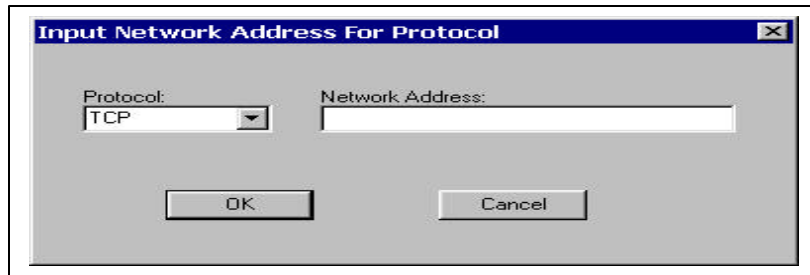 Input Network Address For Protocol
Protocol: Network Address:
TCP
OK Cancel